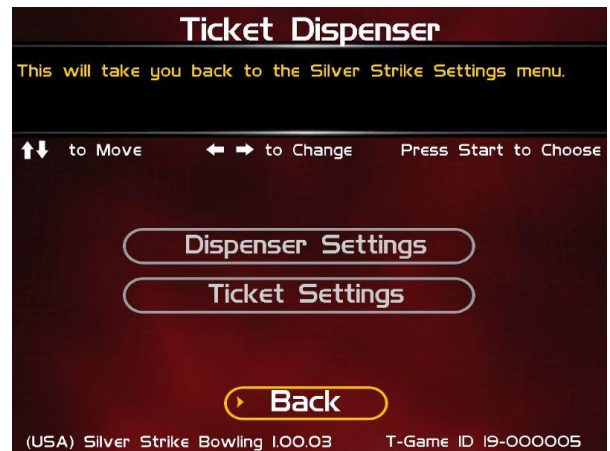 Ticket Dispenser
This will take you back to the Silver Strike Settings menu.
to Move to Change Press Start to Choose
Dispenser Settings
Ticket Settings
Back
(USA) Silver Strike Bowling 1.00.03 T-Game ID 19-000005